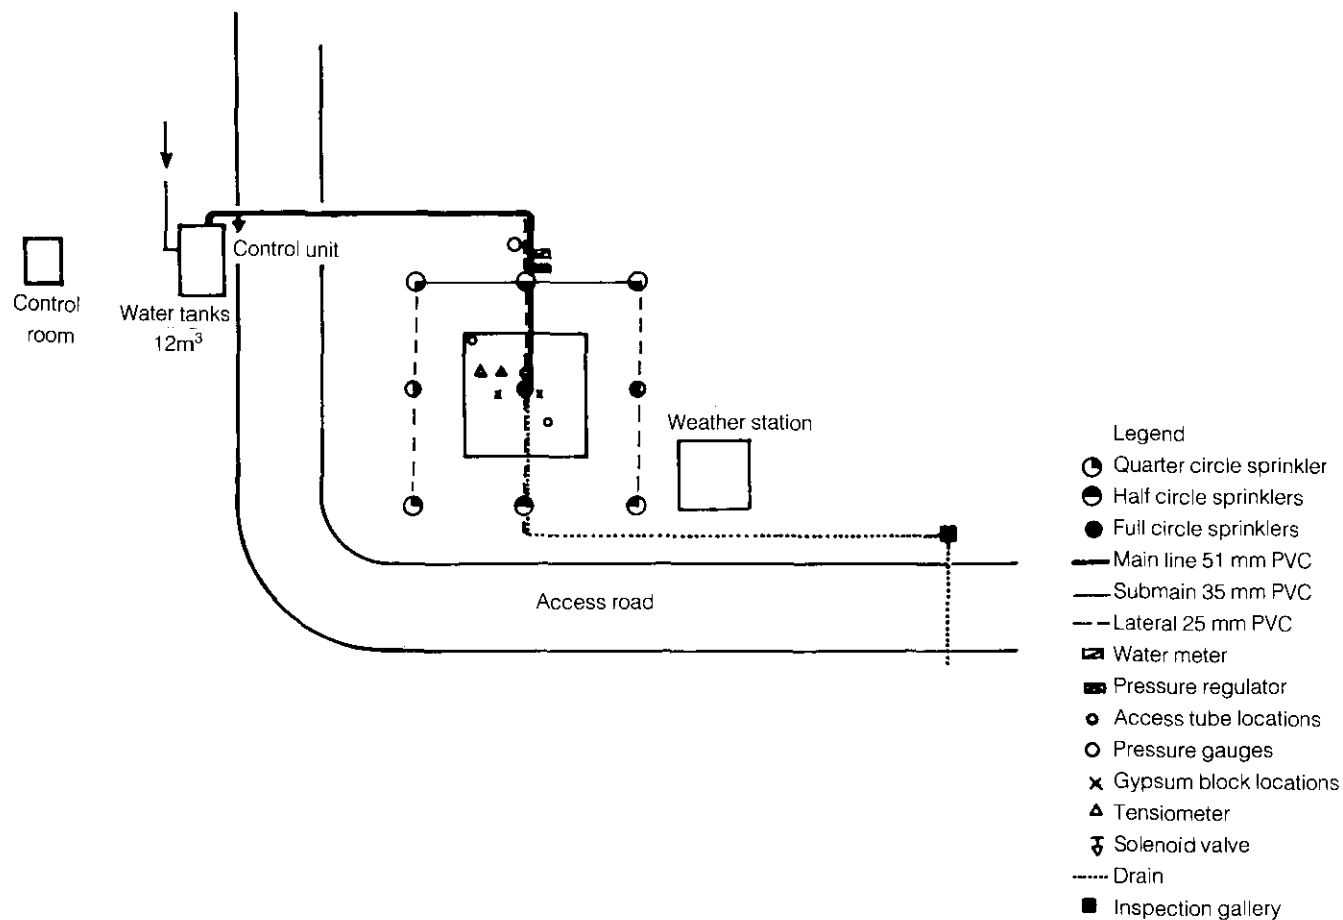 Control unit
Control
room
Water tanks
12m³
Weather station
Access road
Legend
Quarter circle sprinkler
Half circle sprinklers
Full circle sprinklers
Main line 51 mm PVC
Submain 35 mm PVC
Lateral 25 mm PVC
Water meter
Pressure regulator
Access tube locations
Pressure gauges
Gypsum block locations
Tensiometer
Solenoid valve
Drain
Inspection gallery